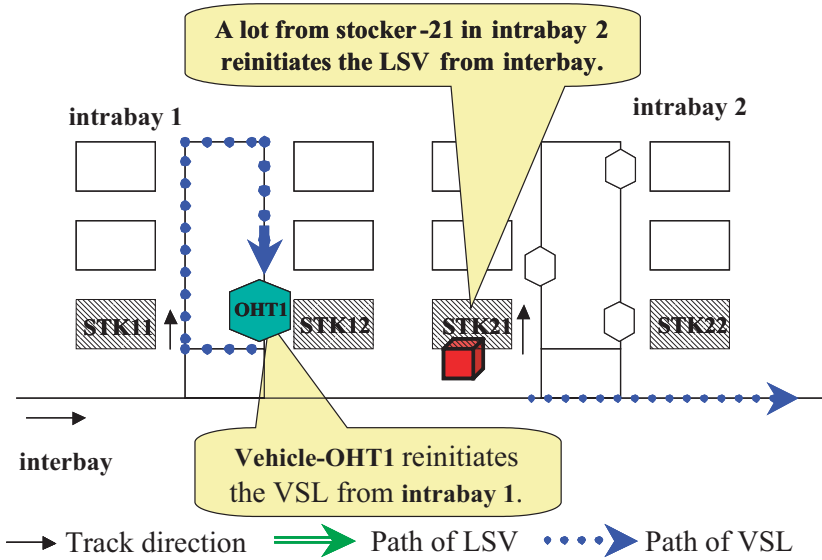 A lot from stocker-21 in intrabay 2
reinitiates the LSV from interbay.
intrabay 1
intrabay 2
OHT1
STK11
STK12
STK21
STK22
interbay
Vehicle-OHT1 reinitiates
the VSL from intrabay 1.
Track direction
Path of LSV
Path of VSL